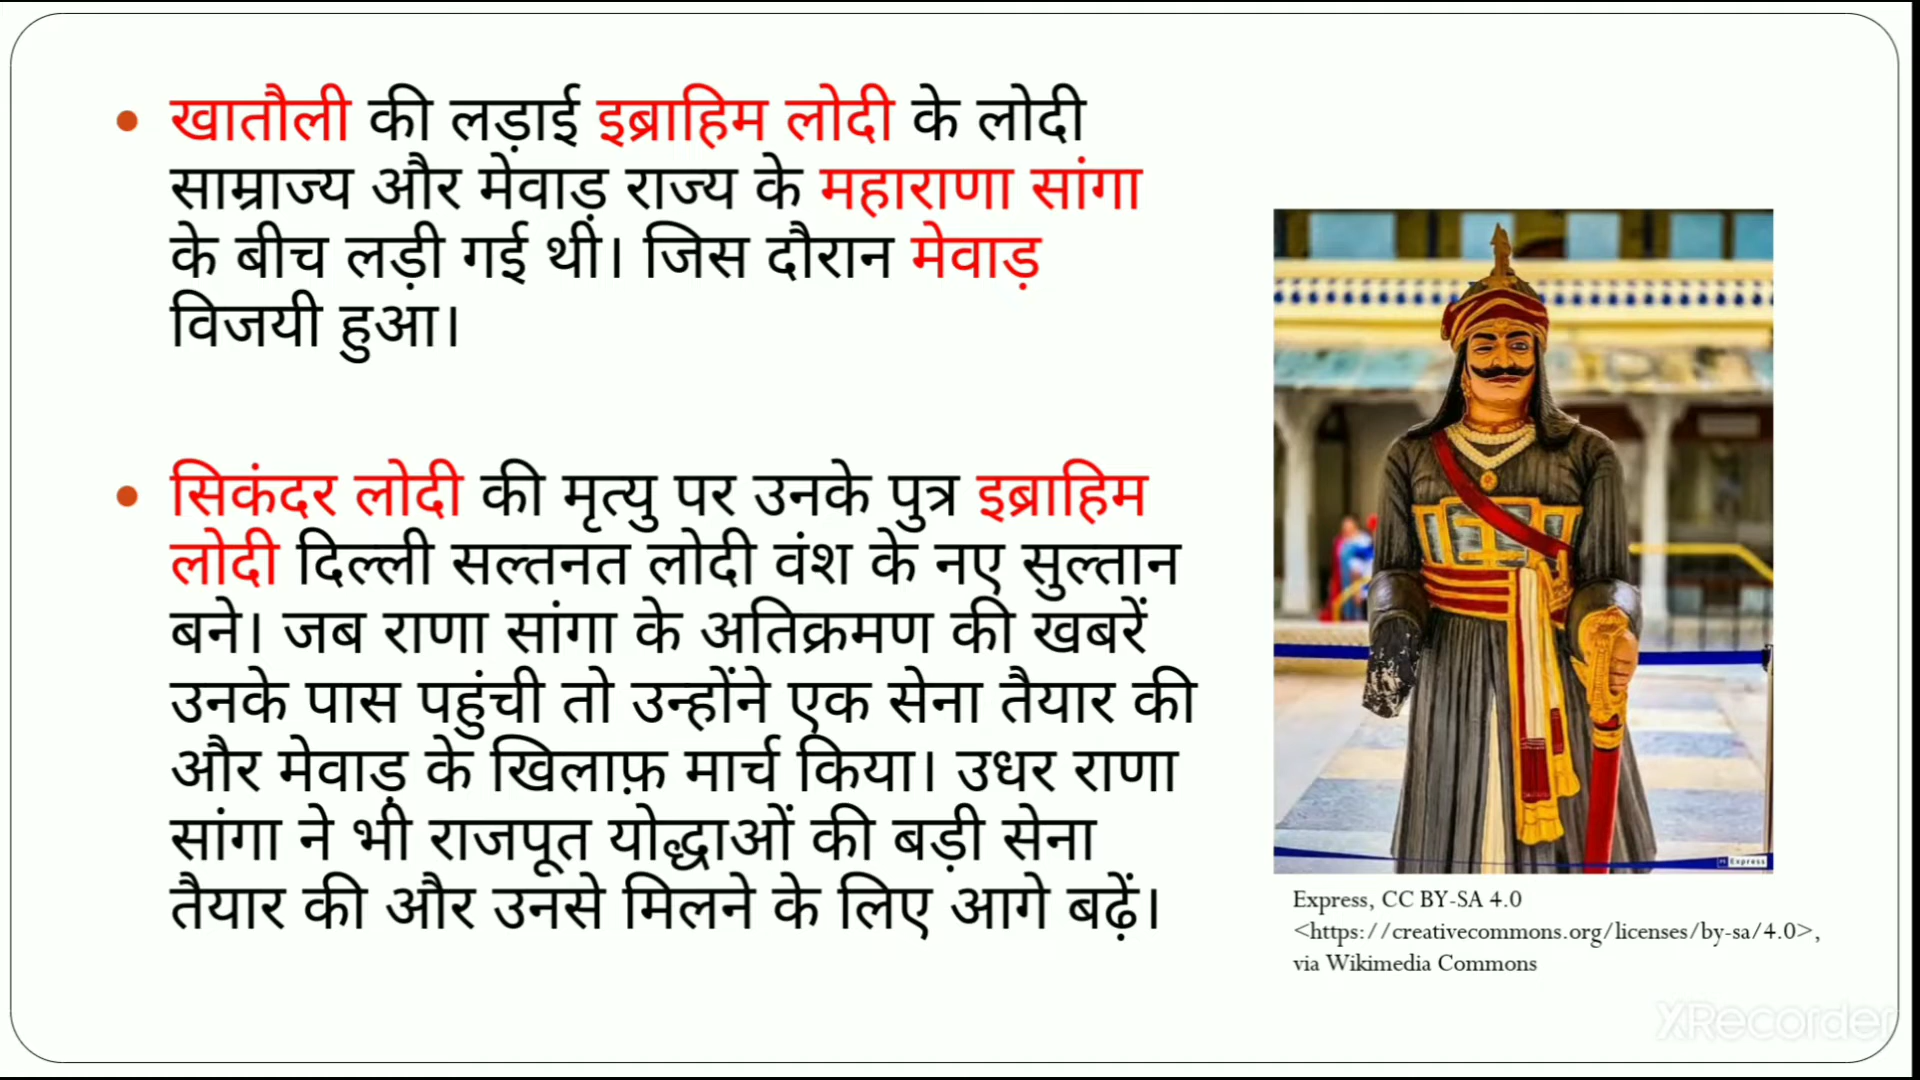 खातौली की लड़ाई इब्राहिम लोदी के लोदी
साम्राज्य और मेवाड़ राज्य के महाराणा सांगा
के बीच लड़ी गई थी। जिस दौरान मेवाड़
विजयी हुआ।
सिकंदर लोदी की मृत्यु पर उनके पुत्र इब्राहिम
लोदी दिल्ली सल्तनत लोदी वंश के नए सुल्तान
बने। जब राणा सांगा के अतिक्रमण की खबरें
उनके पास पहुंची तो उन्होंने एक सेना तैयार की
और मेवाड़ के खिलाफ़ मार्च किया। उधर राणा
सांगा ने भी राजपूत योद्धाओं की बड़ी सेना
तैयार की और उनसे मिलने के लिए आगे बढ़ें।
Express
Express, CC BY-SA 4.0
<https://creativecommons.org/licenses/by-sa/4.0>,
via Wikimedia Commons
XRecorder